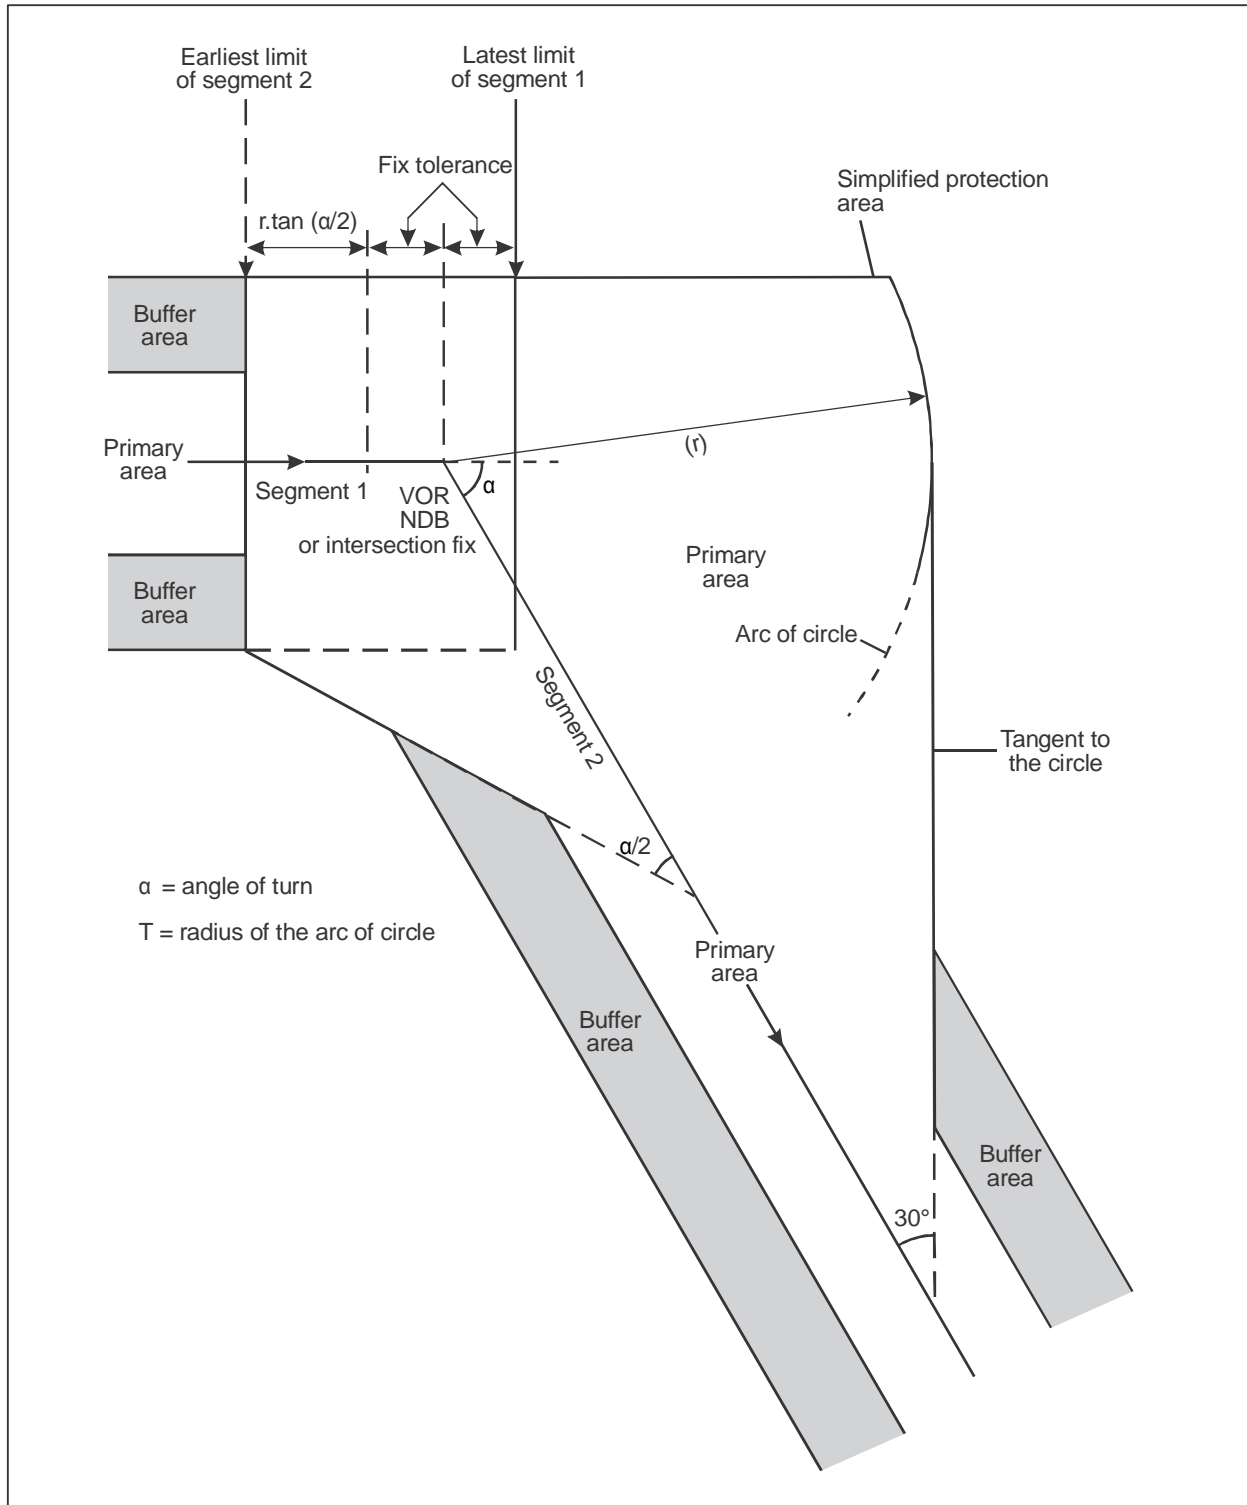 Earliest limit
of segment 2
Latest limit
of segment 1
Fix tolerance
r.tan (α/2)
Simplified protection
area
Buffer
area
(r)
Primary
area
α
Segment 1
VOR
NDB
or intersection fix
Primary
area
Buffer
area
Arc of circle
Segment 2
Tangent to
the circle
α/2
α = angle of turn
T = radius of the arc of circle
Primary
area
Buffer
area
Buffer
area
30°